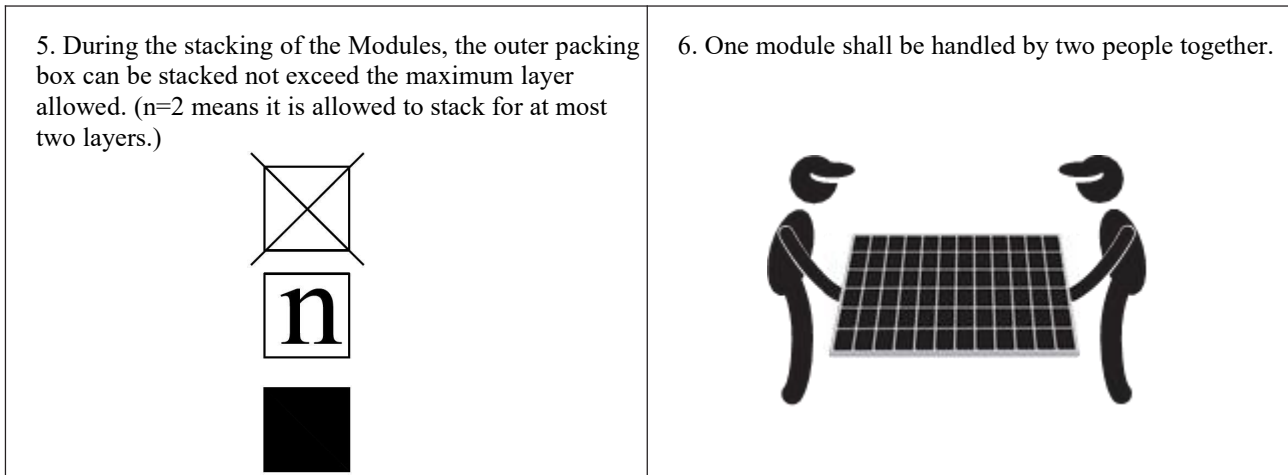 5. During the stacking of the Modules, the outer packing
box can be stacked not exceed the maximum layer
allowed. (n=2 means it is allowed to stack for at most
two layers.)
n
6. One module shall be handled by two people together.